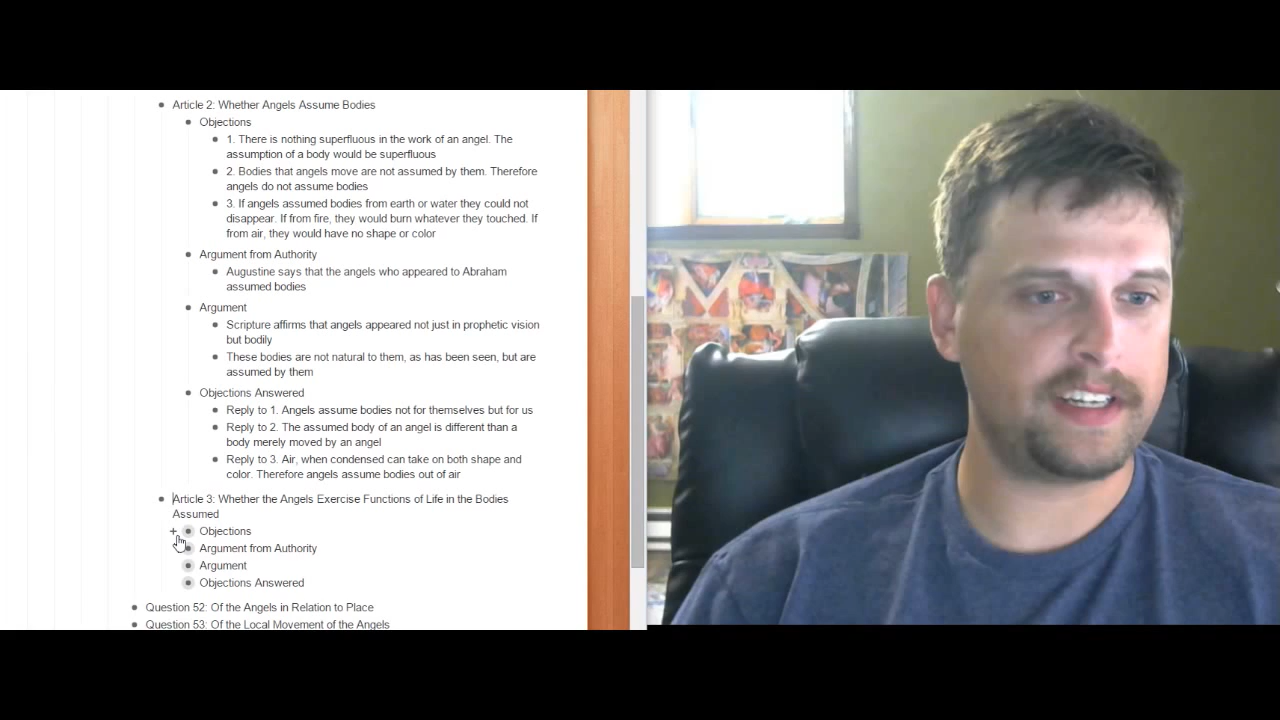 Article 2: Whether Angels Assume Bodies
Objections
1. There is nothing superfluous in the work of an angel. The
assumption of a body would be superfluous
2. Bodies that angels move are not assumed by them. Therefore
angels do not assume bodies
3. If angels assumed bodies from earth or water they could not
disappear. If from fire, they would burn whatever they touched. If
from air, they would have no shape or color
Argument from Authority
Augustine says that the angels who appeared to Abraham
assumed bodies
Argument
Scripture affirms that angels appeared not just in prophetic vision
but bodily
These bodies are not natural to them, as has been seen, but are
assumed by them
Objections Answered
Reply to 1. Angels assume bodies not for themselves but for us
Reply to 2. The assumed body of an angel is different than a
body merely moved by an angel
Reply to 3. Air, when condensed can take on both shape and
color. Therefore angels assume bodies out of air
Article 3: Whether the Angels Exercise Functions of Life in the Bodies
Assumed
Objections
Argument from Authority
Argument
Objections Answered
Question 52: Of the Angels in Relation to Place
Question 53: Of the Local Movement of the Angels